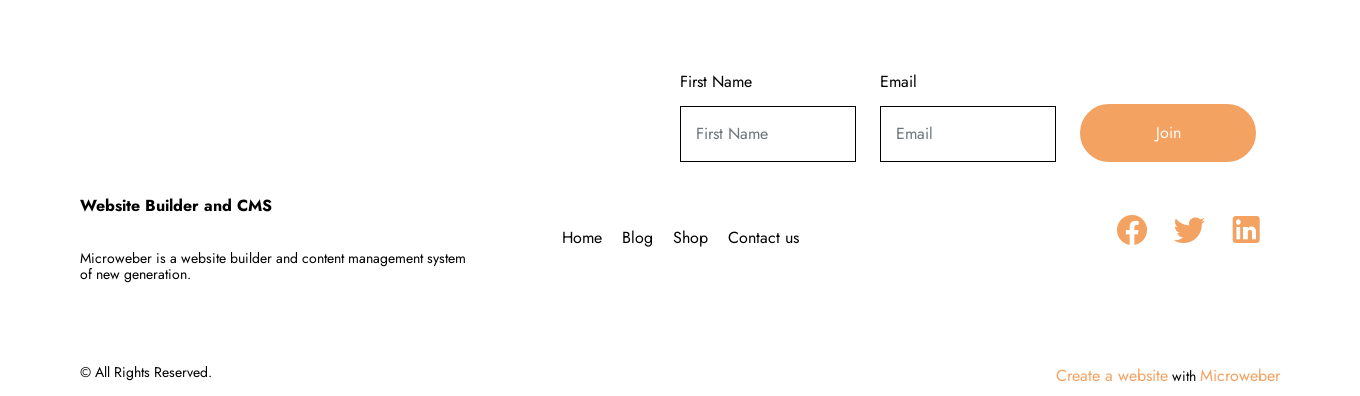 First Name Email
First Name Email Join
Website Builder and CMS
Home Blog Shop Contact us
Microweber is a website builder and content management system
of new generation.
© All Rights Reserved.
Create a website with Microweber